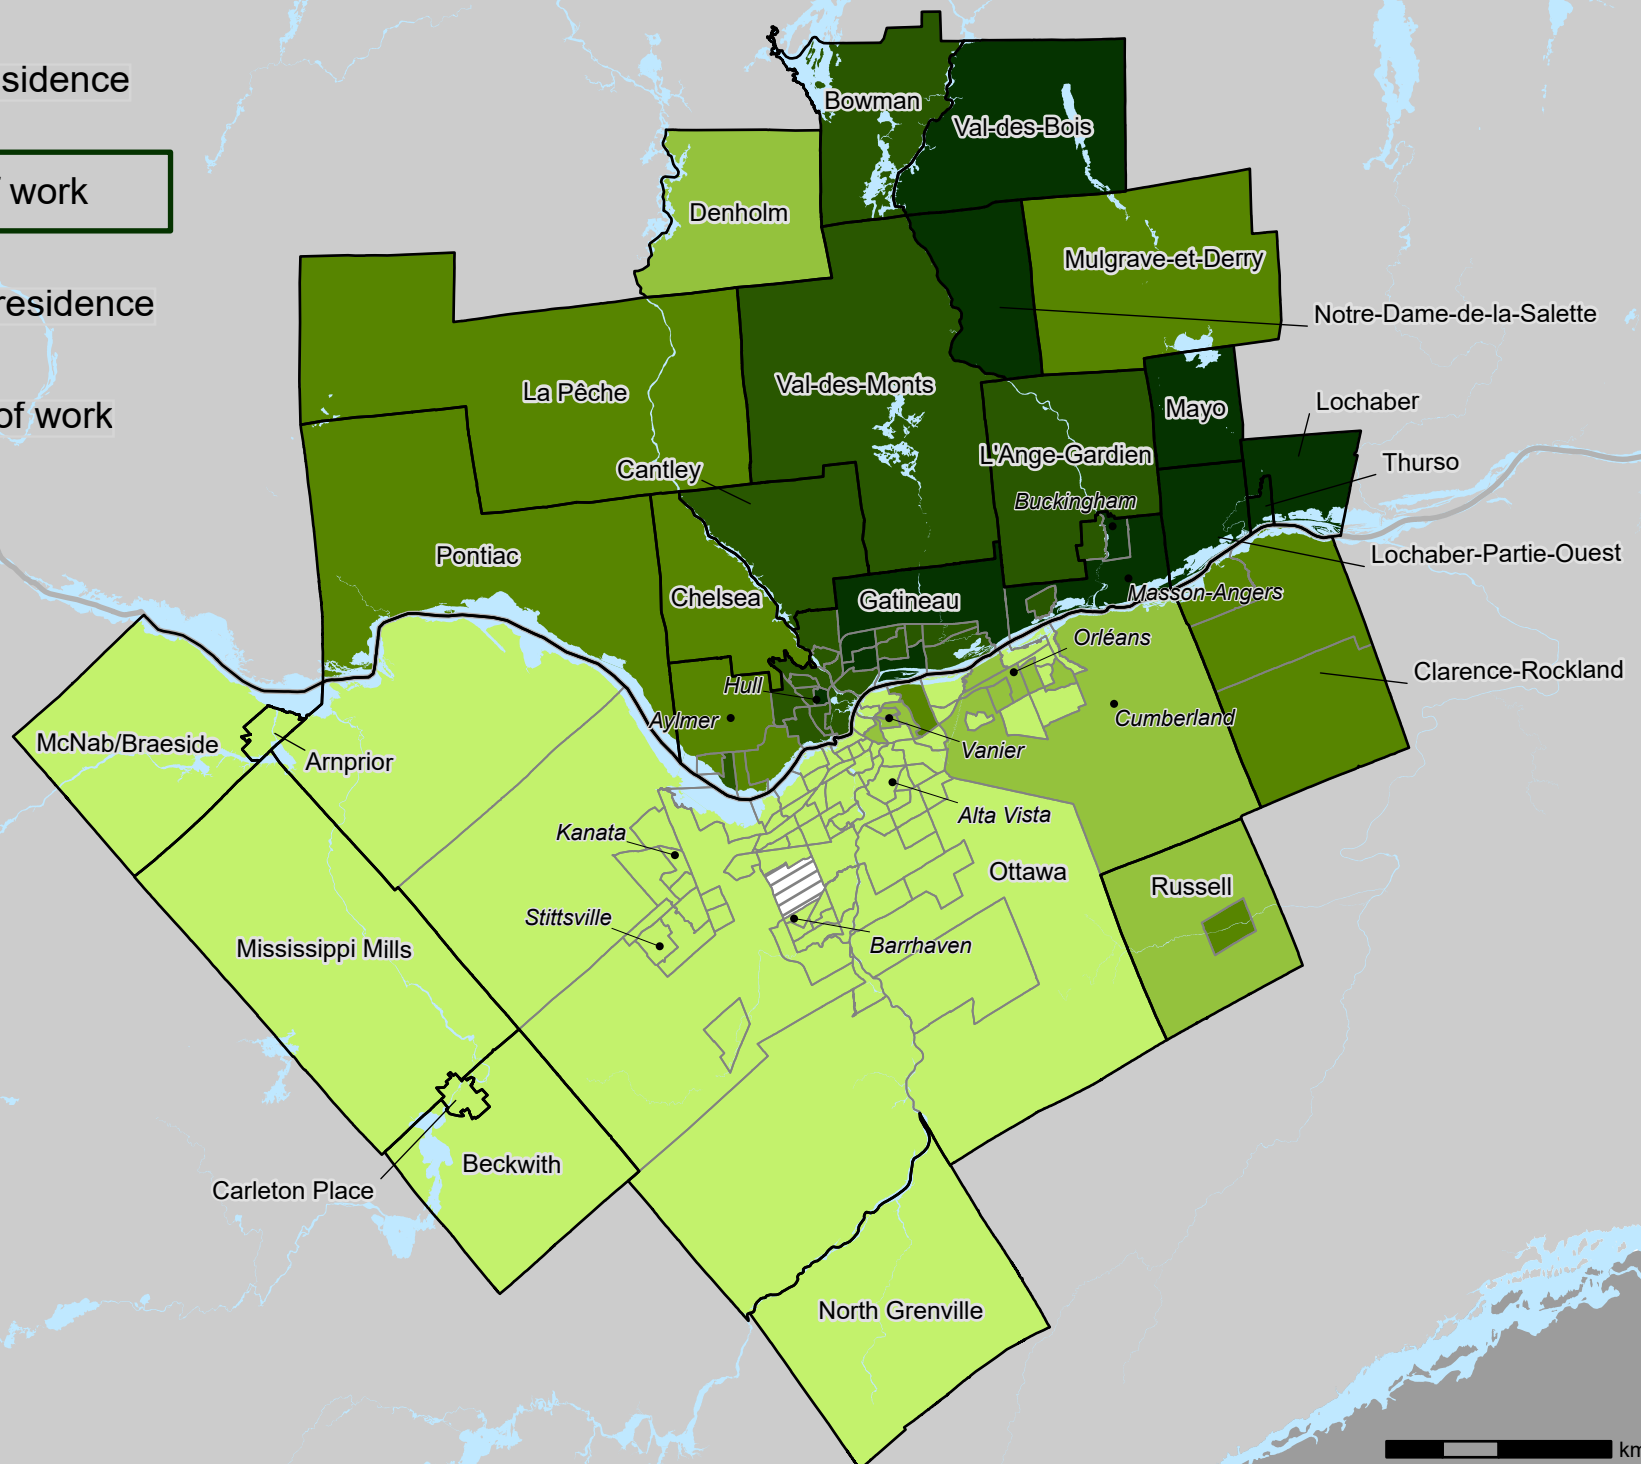 sidence
work
residence
of work
Bowman
Val-des-Bois
Denholm
Mulgrave-et-Derry
Notre-Dame-de-la-Salette
La Pêche
Val-des-Monts
Mayo
Lochaber
Cantley
L'Ange-Gardien
Thurso
Buckingham
Pontiac
Lochaber-Partie-Ouest
Chelsea
Gatineau
Masson-Angers
Orléans
Clarence-Rockland
Hull
Aylmer
Cumberland
McNab/Braeside
Arnprior
Vanier
Alta Vista
Kanata
Ottawa
Russell
Stittsville
Barrhaven
Mississippi Mills
Beckwith
Carleton Place
North Grenville
km